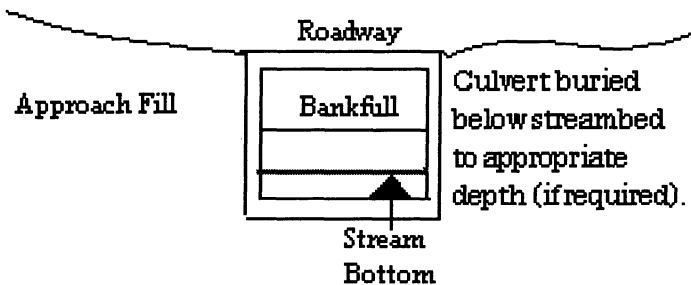 Roadway
Approach Fill
Bankfull
Culvert buried
below streambed
to appropriate
depth (if required).
Stream
Bottom